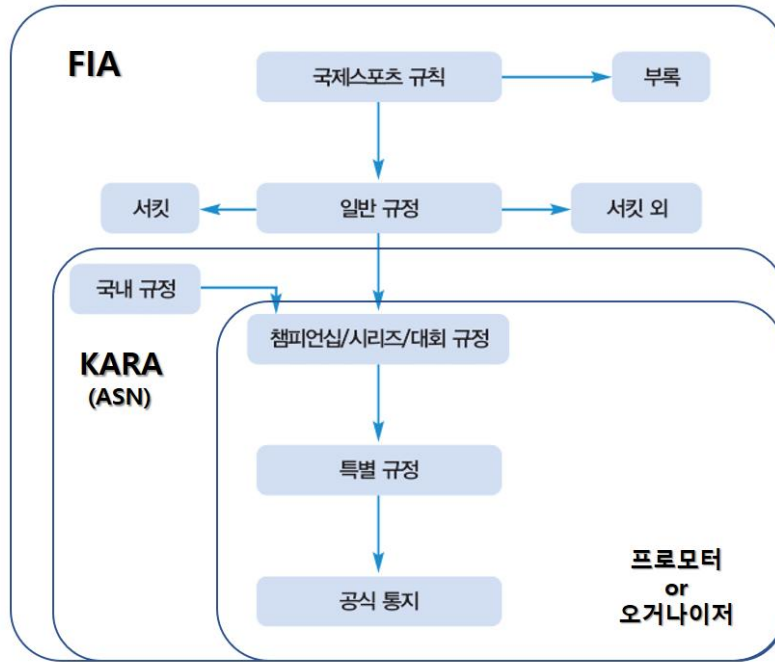 FIA
국제스포츠 규칙
부록
서킷
일반 규정
서킷 외
국내 규정
챔피언십/시리즈/대회 규정
KARA
(ASN)
특별 규정
공식 통지
프로모터
or
오거나이저